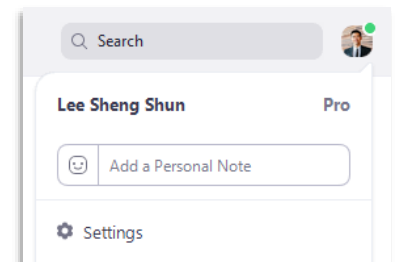 Search
Lee Sheng Shun Pro
Add a Personal Note
Settings